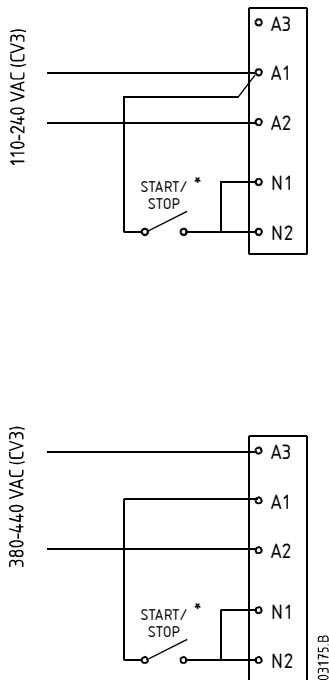 110-240 VAC (CV3)
A3
A1
A2
START/ *
STOP
N1
N2
380-440 VAC (CV3)
A3
A1
A2
START/ *
STOP
N1
N2
03175.B